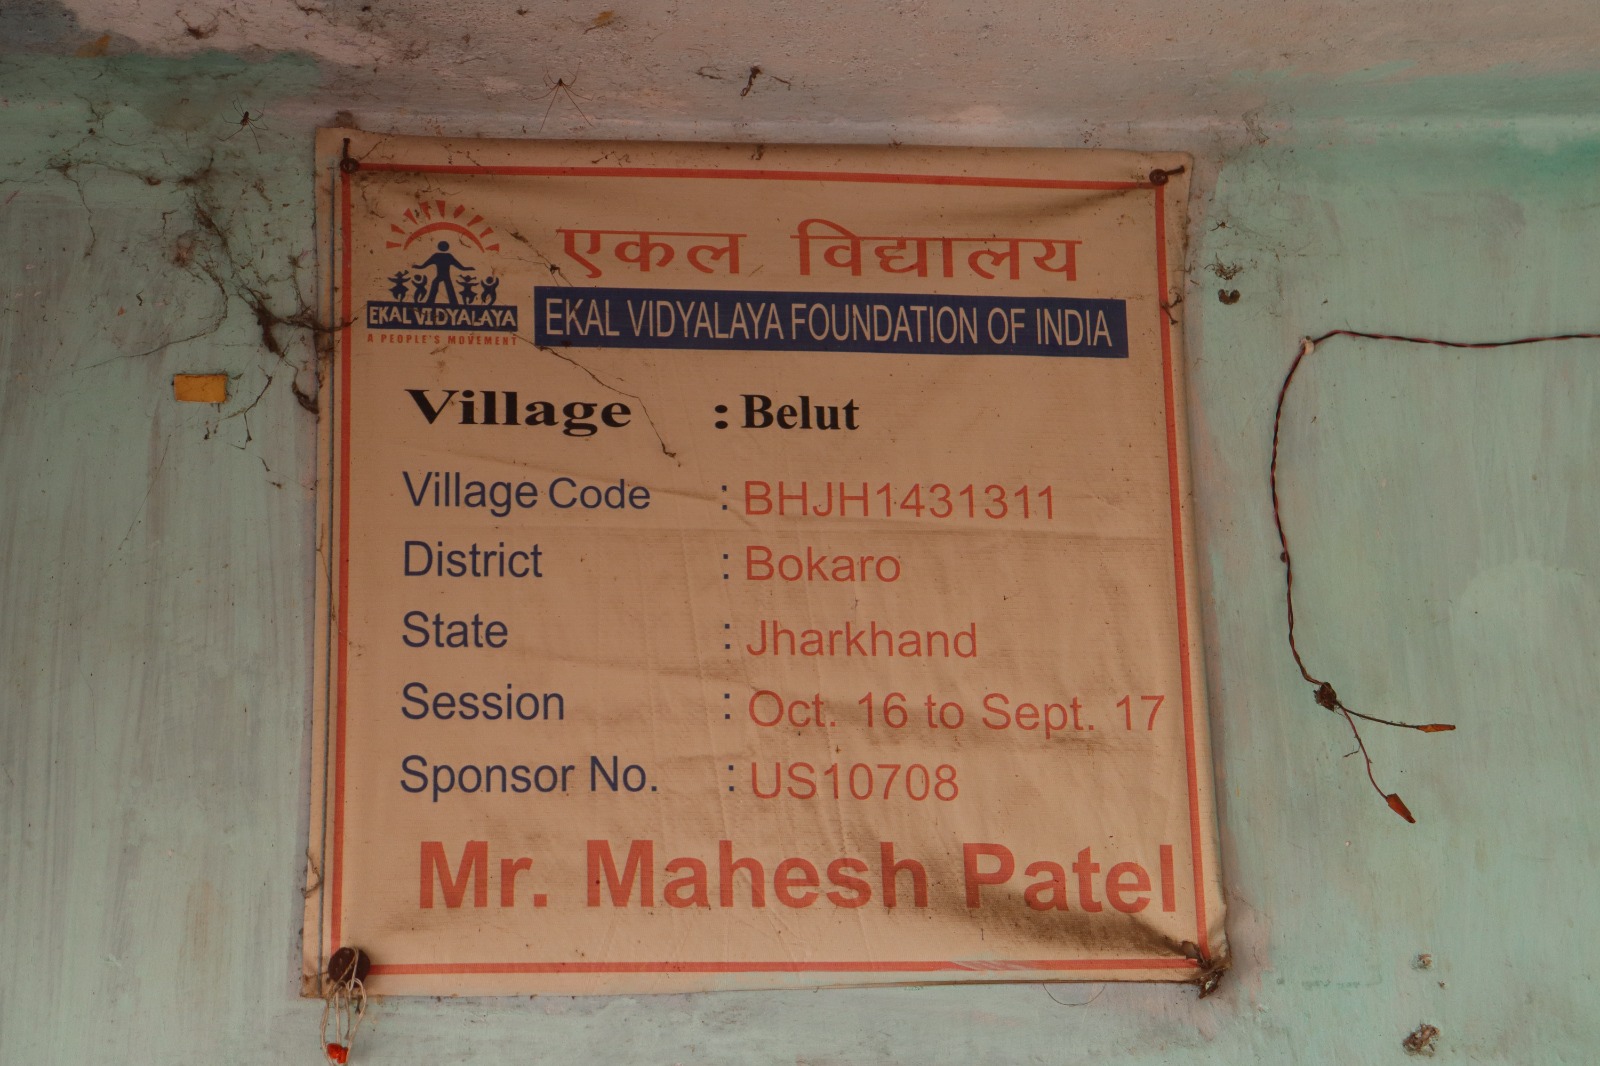 एकल विद्यालय
EKAL VIDYALAYA
A PEOPLE'S MOVEMENT
EKAL VIDYALAYA FOUNDATION OF INDIA
Village : Belut
Village Code : BHJH1431311
District : Bokaro
State : Jharkhand
Session : Oct. 16 to Sept. 17
Sponsor No. : US10708
Mr. Mahesh Patel